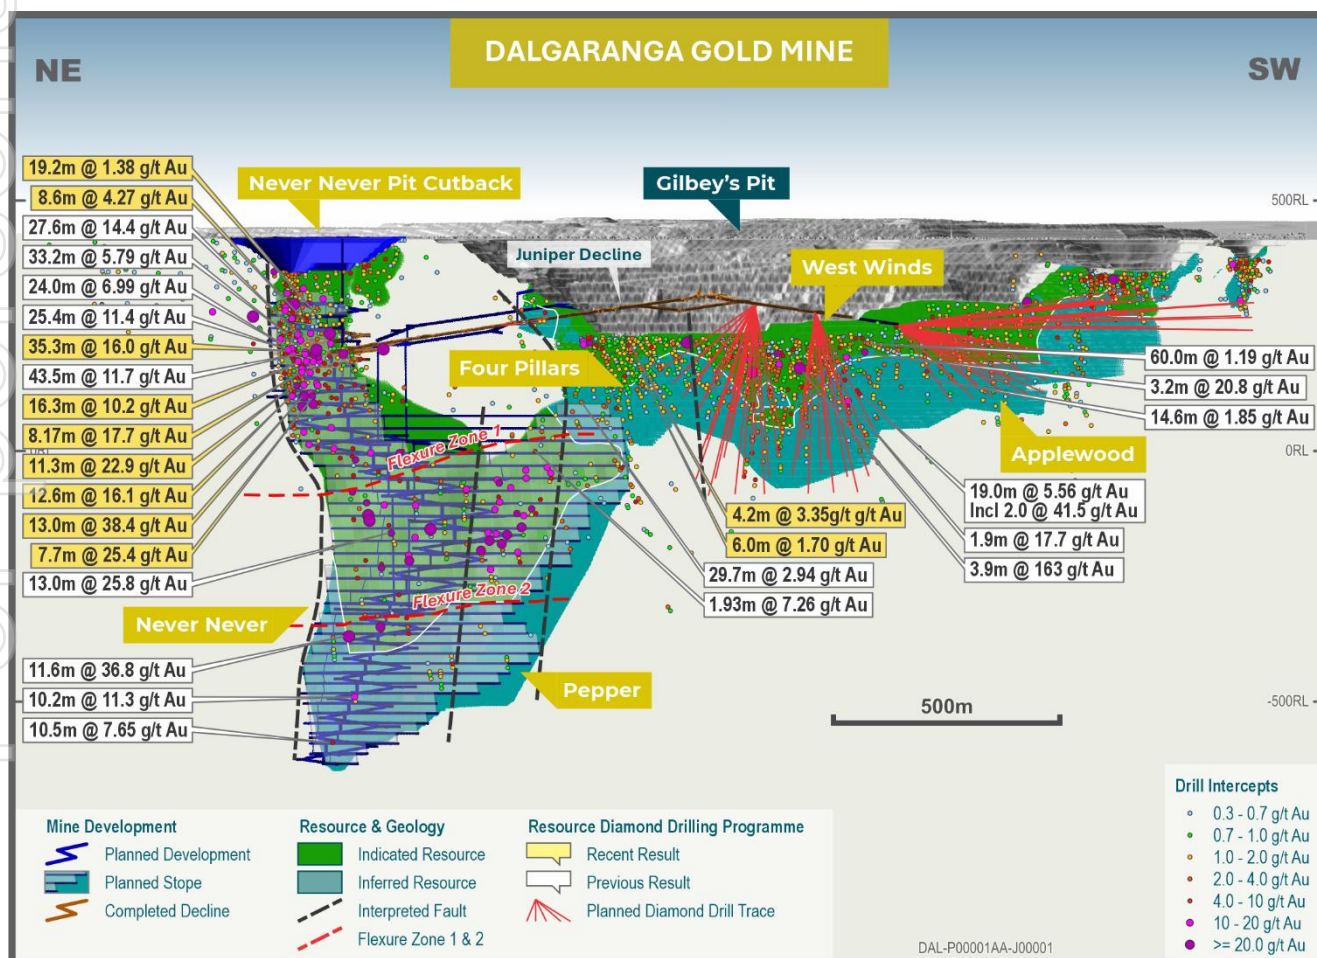 DALGARANGA GOLD MINE
NE
SW
19.2m @ 1.38 g/t Au
8.6m @ 4.27 g/t Au
27.6m @ 14.4 g/t Au
33.2m @ 5.79 g/t Au
24.0m @ 6.99 g/t Au
25.4m @ 11.4 g/t Au
35.3m @ 16.0 g/t Au
43.5m @ 11.7 g/t Au
16.3m @ 10.2 g/t Au
8.17m @ 17.7 g/t Au
11.3m @ 22.9 g/t Au
12.6m @ 16.1 g/t Au
13.0m @ 38.4 g/t Au
7.7m @ 25.4 g/t Au
13.0m @ 25.8 g/t Au
Never Never
11.6m @ 36.8 g/t Au
10.2m @ 11.3 g/t Au
10.5m @ 7.65 g/t Au
Never Never Pit Cutback
Gilbey's Pit
500RL
Juniper Decline
West Winds
Four Pillars
60.0m @ 1.19 g/t Au
3.2m @ 20.8 g/t Au
14.6m @ 1.85 g/t Au
Flexure Zone 1
Applewood
0RL
19.0m @ 5.56 g/t Au
Incl 2.0 @ 41.5 g/t Au
1.9m @ 17.7 g/t Au
3.9m @ 163 g/t Au
4.2m @ 3.35g/t g/t Au
6.0m @ 1.70 g/t Au
29.7m @ 2.94 g/t Au
1.93m @ 7.26 g/t Au
Flexure Zone 2
Pepper
500m
-500RL
Mine Development
Planned Development
Planned Stope
Completed Decline
Resource & Geology
Indicated Resource
Inferred Resource
Interpreted Fault
Flexure Zone 1 & 2
Resource Diamond Drilling Programme
Recent Result
Previous Result
Planned Diamond Drill Trace
DAL-P00001AA-J00001
Drill Intercepts
0.3 - 0.7 g/t Au
0.7 - 1.0 g/t Au
1.0 - 2.0 g/t Au
2.0 - 4.0 g/t Au
4.0 - 10 g/t Au
10 - 20 g/t Au
>= 20.0 g/t Au